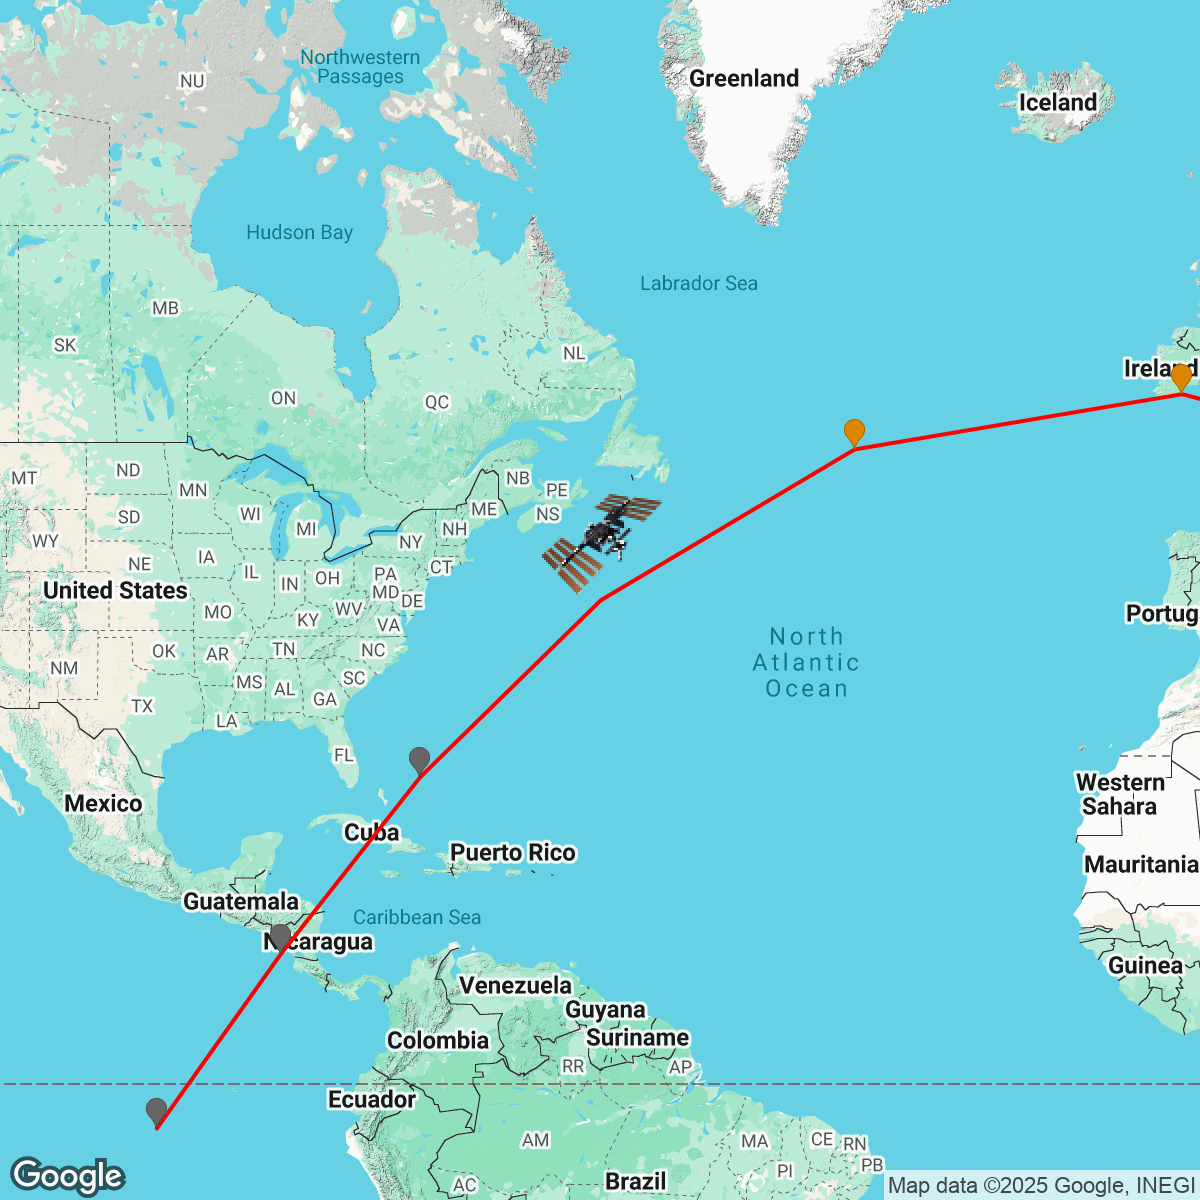 Northwestern
Passages
NU
Greenland
Iceland
Hudson Bay
Labrador Sea
MB
SK
NL
Ireland
ON
QC
MT
ND
MN
NB
PE
SD
WI
MI
ME
NS
NH
WY
NY
IA
NE
IL
IN
OH
PA
CT
United States
MD
DE
MO
KY
WV
VA
Portug
North
Atlantic
Ocean
OK
AR
TN
NC
NM
MS
AL
SC
GA
TX
LA
FL
Western
Sahara
Mexico
Cuba
Puerto Rico
Mauritania
Guatemala
Caribbean Sea
Nicaragua
Guinea
Venezuela
Guyana
Suriname
Colombia
RR
AP
Ecuador
AM
MA
CE
RN
PB
PI
AC
Brazil
Google
Map data ©2025 Google, INEGI